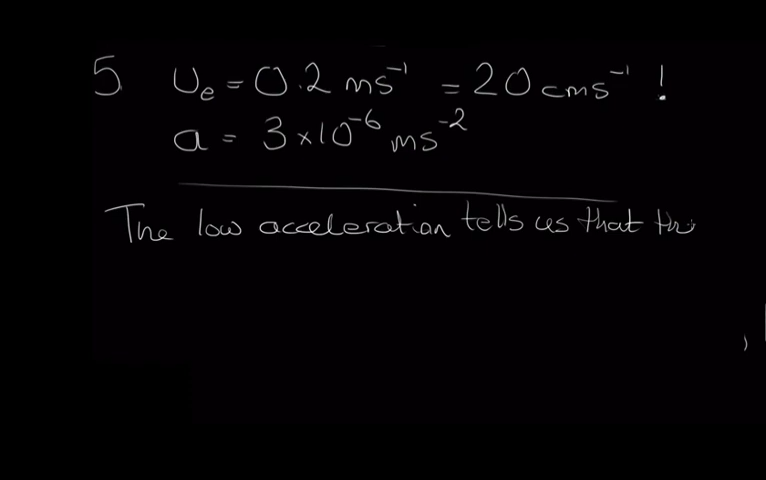 5 υₑ = 0.2 ms⁻¹ = 20 cms⁻¹ !
a = 3×10⁻⁶ ms⁻²
The low acceleration tells us that